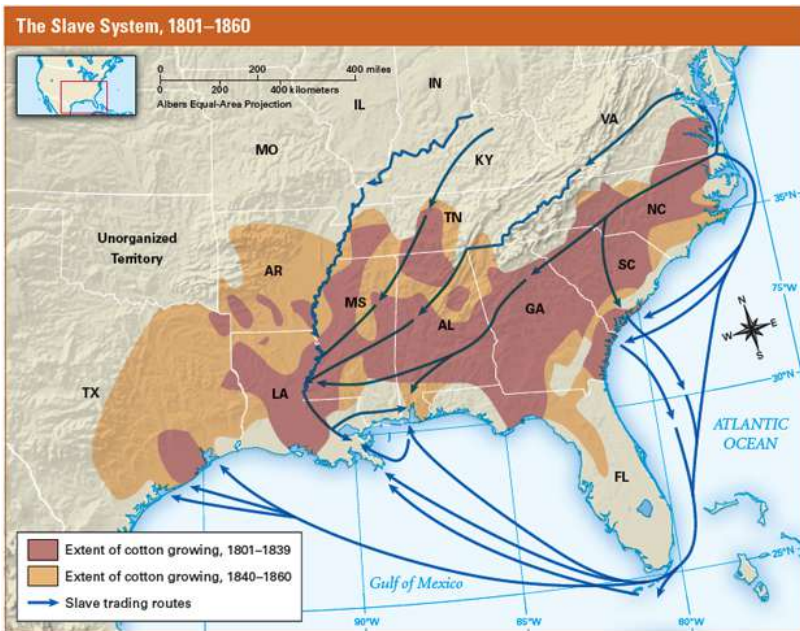 The Slave System, 1801–1860
0 200 400 miles
0 200 400 kilometers
Albers Equal-Area Projection
IN
IL
VA
MO
KY
35°N
TN
NC
Unorganized
Territory
AR
SC
75°W
MS
GA
N
W E
S
AL
30°N
TX
LA
ATLANTIC
OCEAN
FL
Extent of cotton growing, 1801–1839
Extent of cotton growing, 1840–1860
Slave trading routes
Gulf of Mexico
25°N
90°W
85°W
80°W